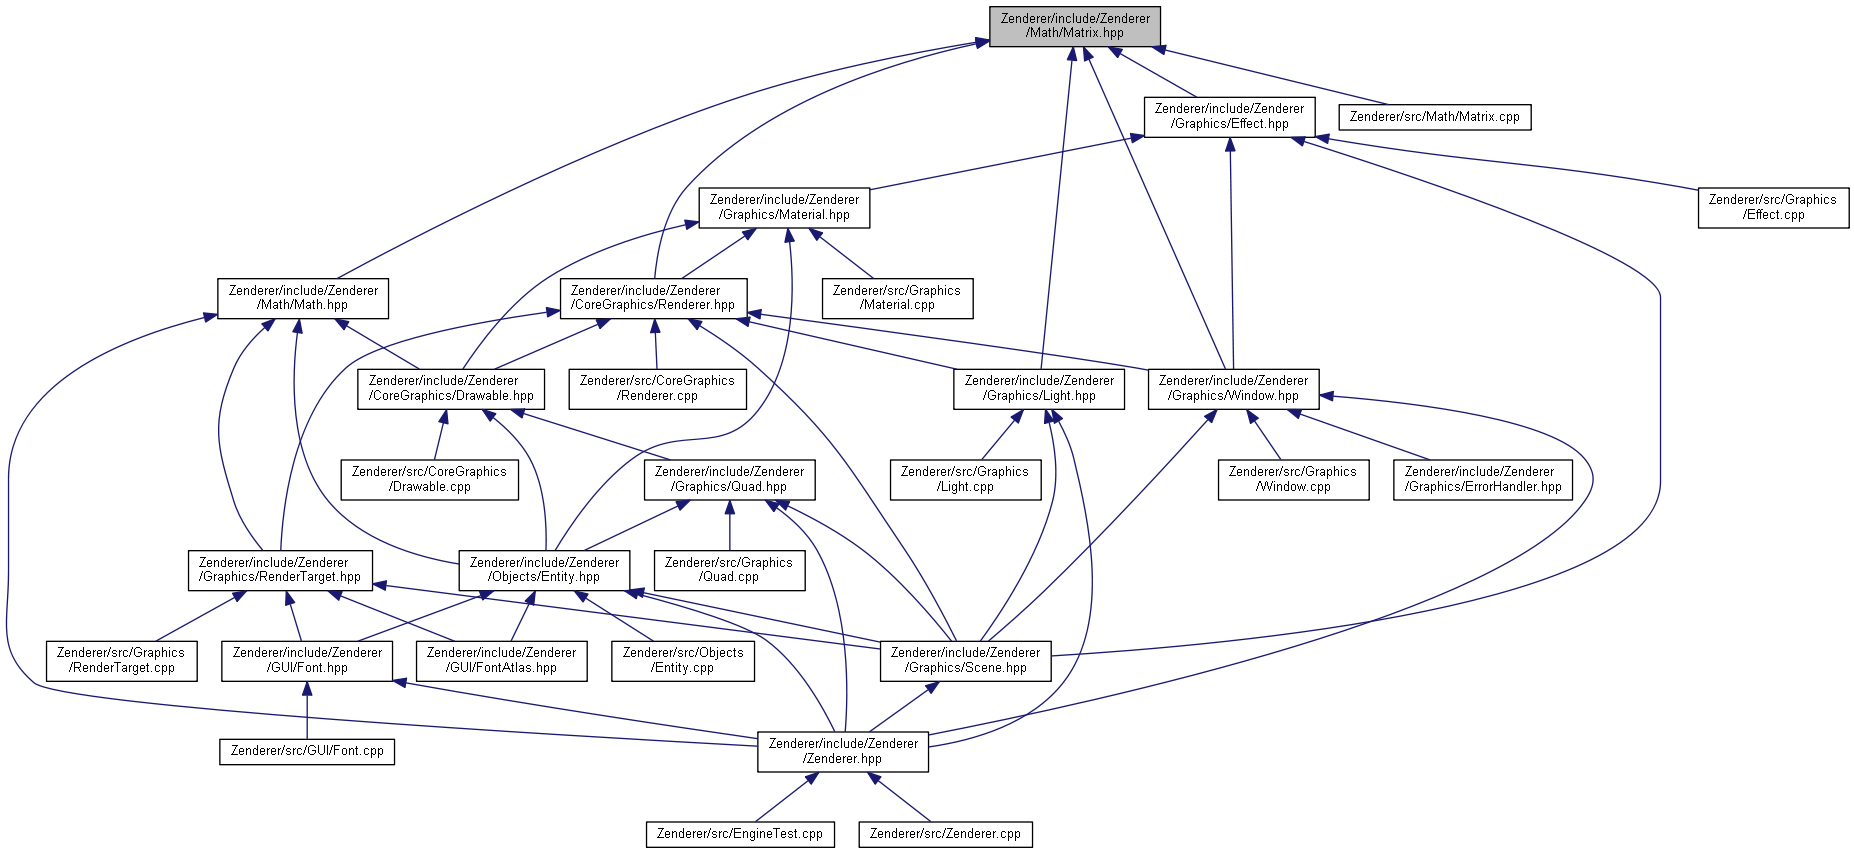 Zenderer/include/Zenderer
/Math/Matrix.hpp
Zenderer/include/Zenderer
/Graphics/Effect.hpp
Zenderer/src/Math/Matrix.cpp
Zenderer/include/Zenderer
/Graphics/Material.hpp
Zenderer/src/Graphics
/Effect.cpp
Zenderer/include/Zenderer
/Math/Math.hpp
Zenderer/include/Zenderer
/CoreGraphics/Renderer.hpp
Zenderer/src/Graphics
/Material.cpp
Zenderer/include/Zenderer
/CoreGraphics/Drawable.hpp
Zenderer/src/CoreGraphics
/Renderer.cpp
Zenderer/include/Zenderer
/Graphics/Light.hpp
Zenderer/include/Zenderer
/Graphics/Window.hpp
Zenderer/src/CoreGraphics
/Drawable.cpp
Zenderer/include/Zenderer
/Graphics/Quad.hpp
Zenderer/src/Graphics
/Light.cpp
Zenderer/src/Graphics
/Window.cpp
Zenderer/include/Zenderer
/Graphics/ErrorHandler.hpp
Zenderer/include/Zenderer
/Graphics/RenderTarget.hpp
Zenderer/include/Zenderer
/Objects/Entity.hpp
Zenderer/src/Graphics
/Quad.cpp
Zenderer/src/Graphics
/RenderTarget.cpp
Zenderer/include/Zenderer
/GUI/Font.hpp
Zenderer/include/Zenderer
/GUI/FontAtlas.hpp
Zenderer/src/Objects
/Entity.cpp
Zenderer/include/Zenderer
/Graphics/Scene.hpp
Zenderer/src/GUI/Font.cpp
Zenderer/include/Zenderer
/Zenderer.hpp
Zenderer/src/EngineTest.cpp
Zenderer/src/Zenderer.cpp